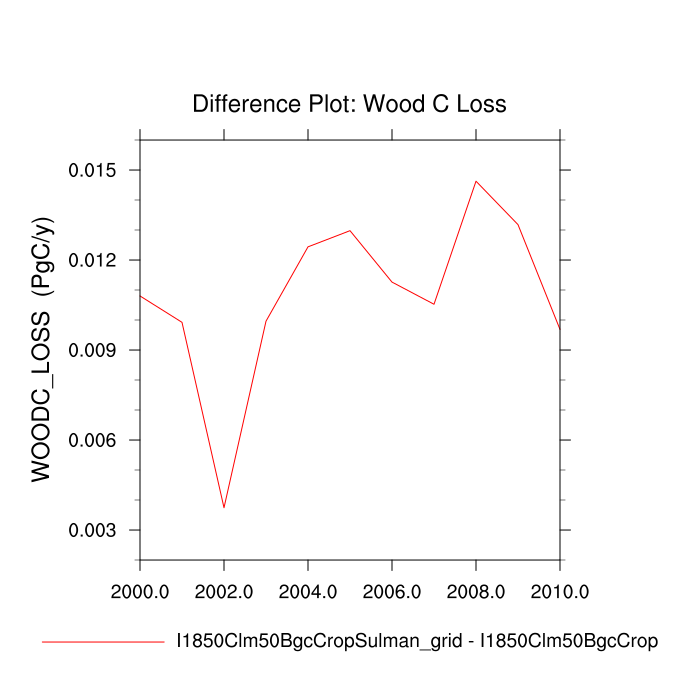 Difference Plot: Wood C Loss
WOODC_LOSS (PgC/y)
0.015
0.012
0.009
0.006
0.003
2000.0 2002.0 2004.0 2006.0 2008.0 2010.0
I1850Clm50BgcCropSulman_grid - I1850Clm50BgcCrop